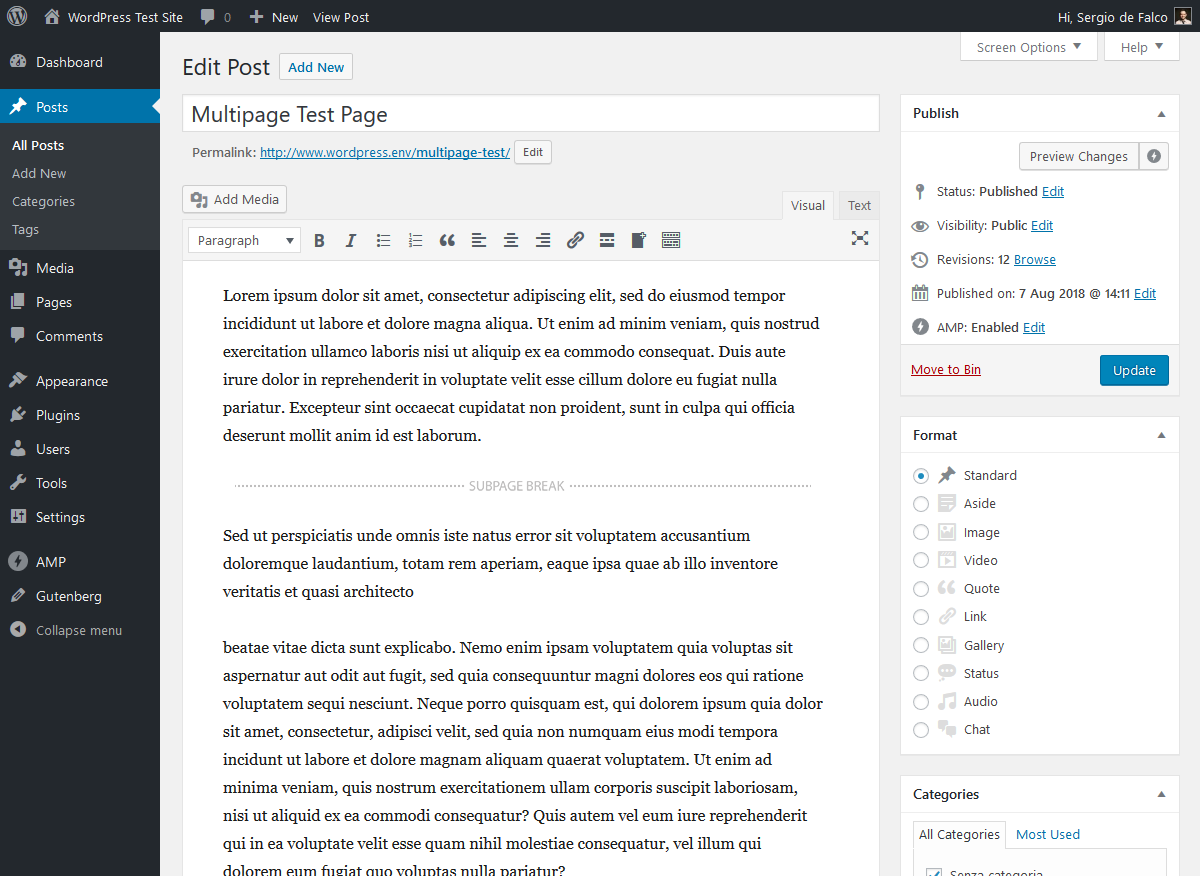 WordPress Test Site
0
New
View Post
Hi, Sergio de Falco
Dashboard
Posts
All Posts
Add New
Categories
Tags
Media
Pages
Comments
Appearance
Plugins
Users
Tools
Settings
AMP
Gutenberg
Collapse menu
Screen Options
Help
Edit Post
Add New
Multipage Test Page
Permalink: http://www.wordpress.env/multipage-test/ Edit
Add Media
Visual
Text
Paragraph
B
I
Lorem ipsum dolor sit amet, consectetur adipiscing elit, sed do eiusmod tempor
incididunt ut labore et dolore magna aliqua. Ut enim ad minim veniam, quis nostrud
exercitation ullamco laboris nisi ut aliquip ex ea commodo consequat. Duis aute
irure dolor in reprehenderit in voluptate velit esse cillum dolore eu fugiat nulla
pariatur. Excepteur sint occaecat cupidatat non proident, sunt in culpa qui officia
deserunt mollit anim id est laborum.
SUBPAGE BREAK
Sed ut perspiciatis unde omnis iste natus error sit voluptatem accusantium
doloremque laudantium, totam rem aperiam, eaque ipsa quae ab illo inventore
veritatis et quasi architecto
beatae vitae dicta sunt explicabo. Nemo enim ipsam voluptatem quia voluptas sit
aspernatur aut odit aut fugit, sed quia consequuntur magni dolores eos qui ratione
voluptatem sequi nesciunt. Neque porro quisquam est, qui dolorem ipsum quia dolor
sit amet, consectetur, adipisci velit, sed quia non numquam eius modi tempora
incidunt ut labore et dolore magnam aliquam quaerat voluptatem. Ut enim ad
minima veniam, quis nostrum exercitationem ullam corporis suscipit laboriosam,
nisi ut aliquid ex ea commodi consequatur? Quis autem vel eum iure reprehenderit
qui in ea voluptate velit esse quam nihil molestiae consequatur, vel illum qui
dolorem eum fugiat quo voluptas nulla pariatur?
Publish
Preview Changes
Status: Published Edit
Visibility: Public Edit
Revisions: 12 Browse
Published on: 7 Aug 2018 @ 14:11 Edit
AMP: Enabled Edit
Move to Bin
Update
Format
Standard
Aside
Image
Video
Quote
Link
Gallery
Status
Audio
Chat
Categories
All Categories
Most Used
Senza categoria